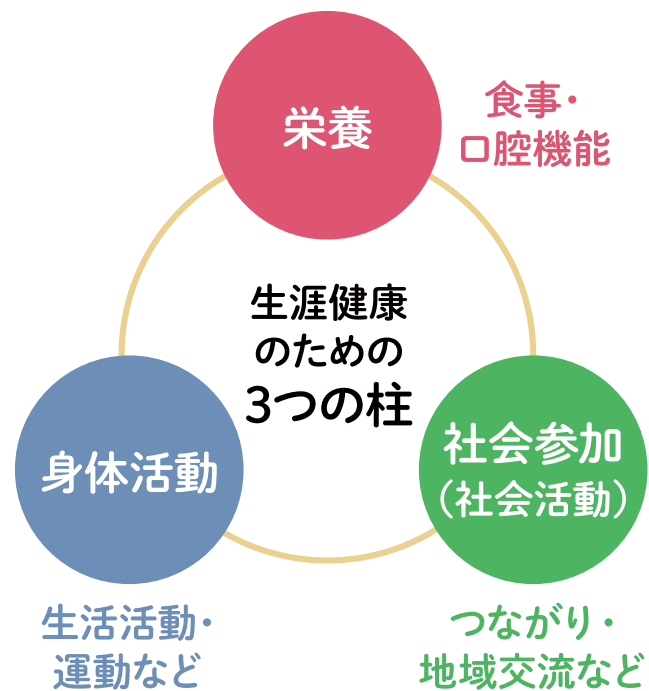 栄養
食事・
口腔機能
生涯健康
のための
3つの柱
身体活動
生活活動・
運動など
社会参加
（社会活動）
つながり・
地域交流など